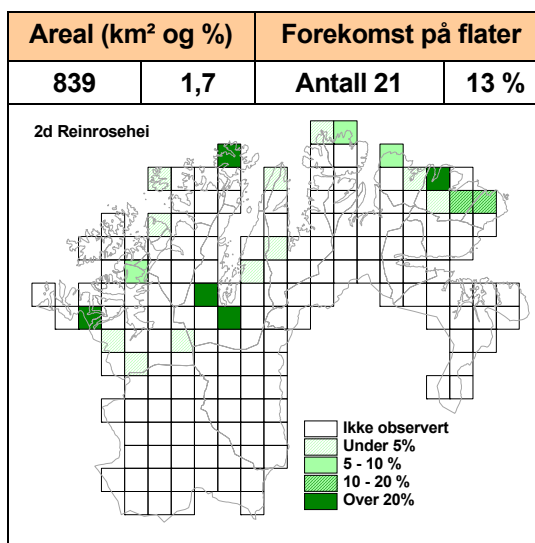 Areal (km² og %) Forekomst på flater
839 1,7 Antall 21 13 %
2d Reinrosehei
Ikke observert
Under 5%
5 - 10 %
10 - 20 %
Over 20%